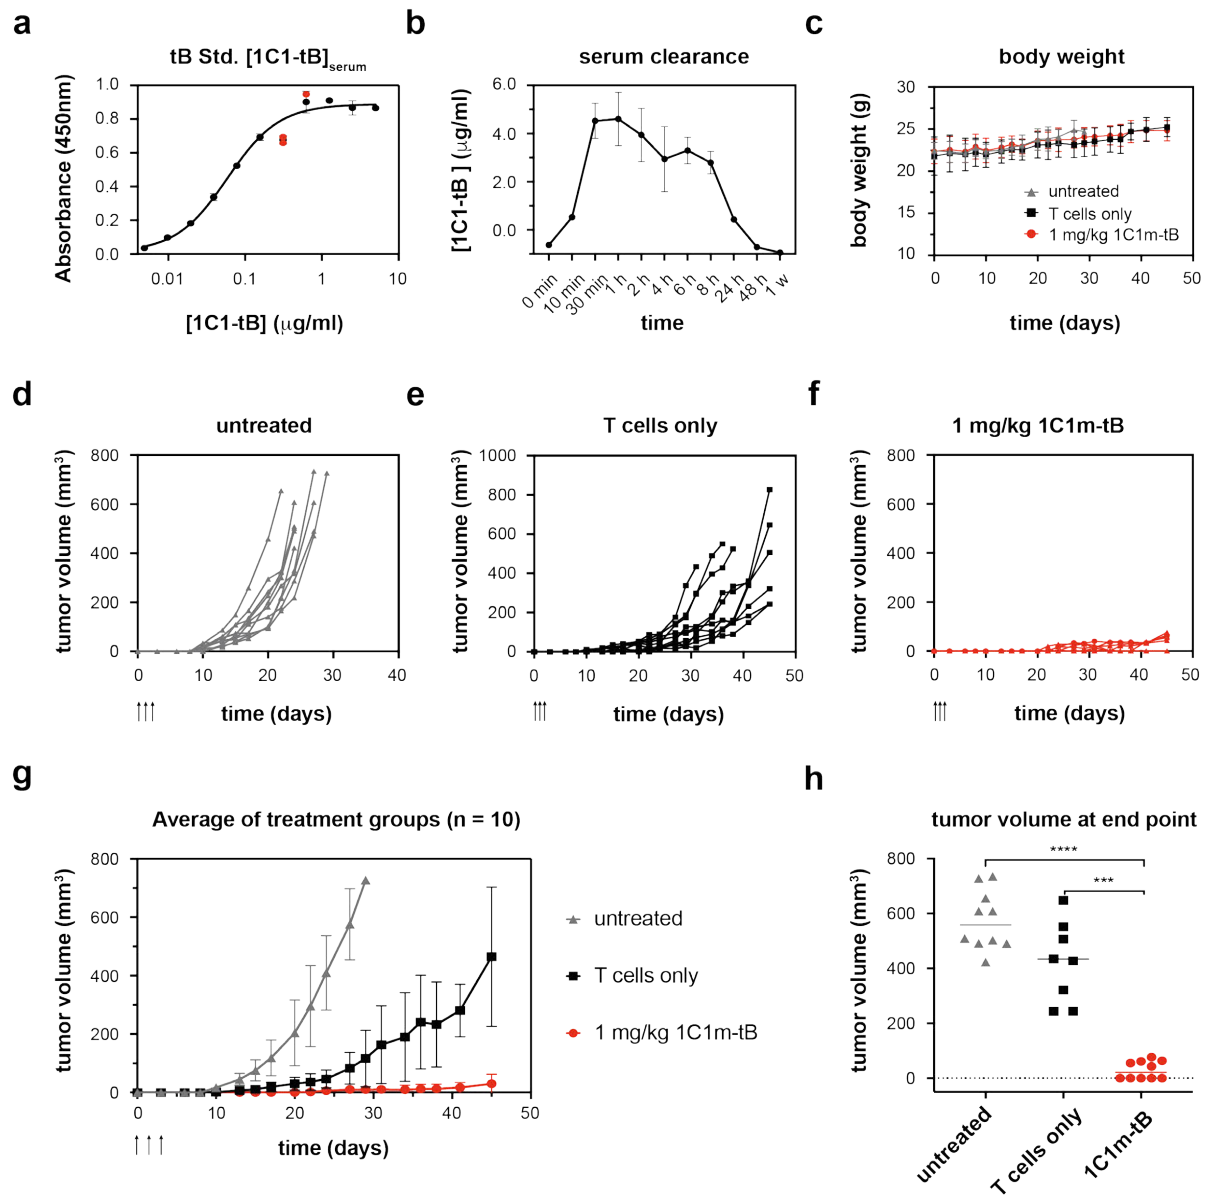 a
tB Std. [1C1-tB]serum
Absorbance (450nm)
1.0
0.8
0.6
0.4
0.2
0.0
0.01
0.1
1
10
[1C1-tB] (μg/ml)
b
serum clearance
[1C1-tB ] (μg/ml)
6.0
4.0
2.0
0.0
0 min
10 min
30 min
1 h
2 h
4 h
6 h
8 h
24 h
48 h
1 w
time
c
body weight
body weight (g)
30
25
20
15
10
untreated
T cells only
1 mg/kg 1C1m-tB
0
10
20
30
40
50
time (days)
d
untreated
tumor volume (mm³)
800
600
400
200
0
0
10
20
30
40
time (days)
e
T cells only
tumor volume (mm³)
1000
800
600
400
200
0
0
10
20
30
40
50
time (days)
f
1 mg/kg 1C1m-tB
tumor volume (mm³)
800
600
400
200
0
0
10
20
30
40
50
time (days)
g
Average of treatment groups (n = 10)
tumor volume (mm³)
800
600
400
200
0
0
10
20
30
40
50
time (days)
untreated
T cells only
1 mg/kg 1C1m-tB
h
tumor volume at end point
tumor volume (mm³)
800
600
400
200
0
****
***
untreated
T cells only
1C1m-tB